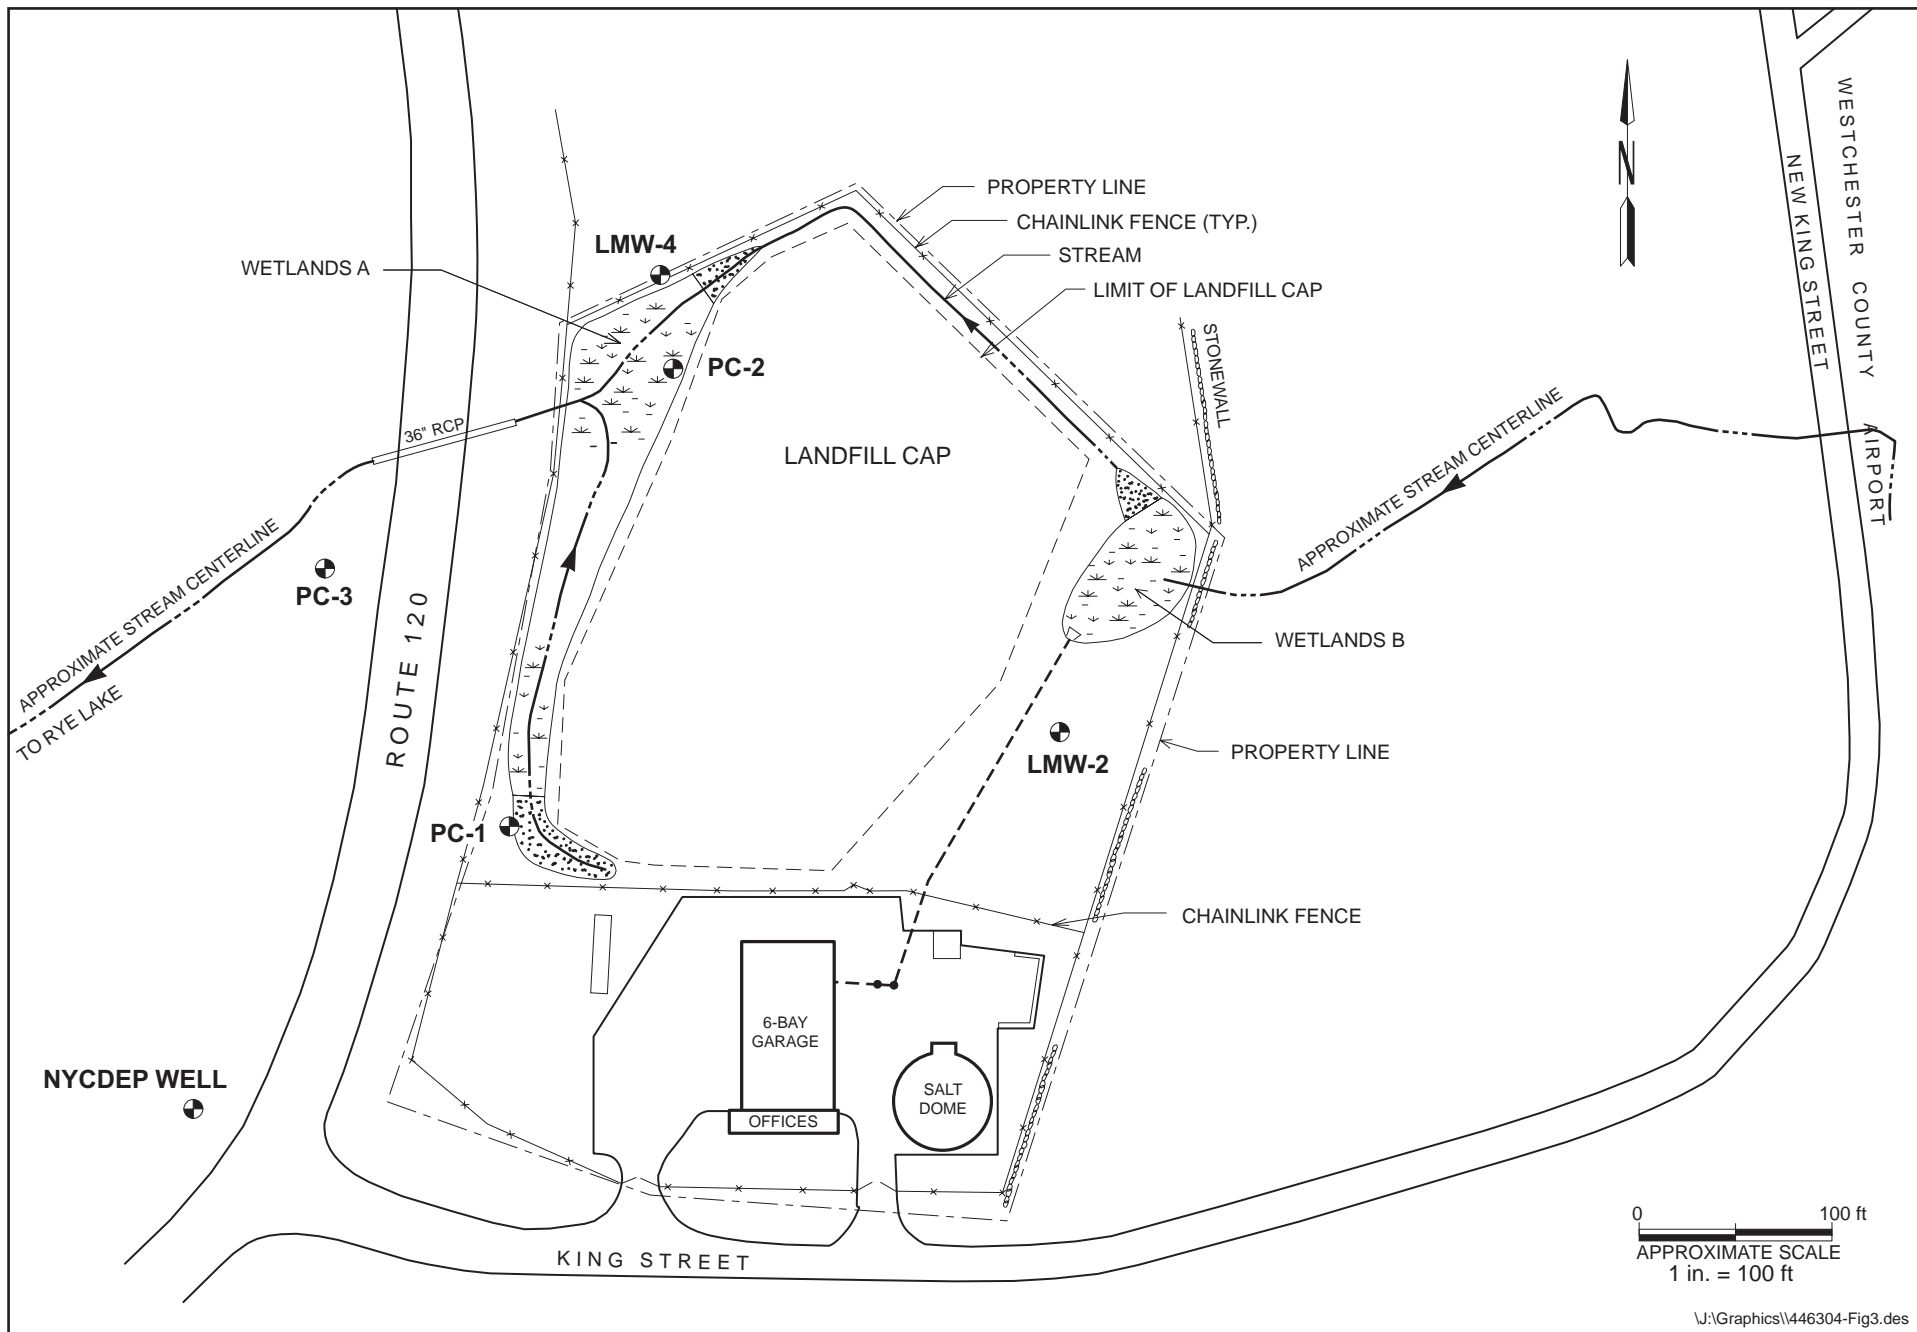 PROPERTY LINE
CHAINLINK FENCE (TYP.)
STREAM
LIMIT OF LANDFILL CAP
LMW-4
WETLANDS A
PC-2
36" RCP
LANDFILL CAP
STONEWALL
N
NEW KING STREET
WESTCHESTER COUNTY AIRPORT
APPROXIMATE STREAM CENTERLINE
APPROXIMATE STREAM CENTERLINE
TO RYE LAKE
PC-3
ROUTE 120
WETLANDS B
LMW-2
PROPERTY LINE
PC-1
CHAINLINK FENCE
6-BAY
GARAGE
OFFICES
SALT
DOME
NYCDEP WELL
KING STREET
0 100 ft
APPROXIMATE SCALE
1 in. = 100 ft
\J:\Graphics\\446304-Fig3.des